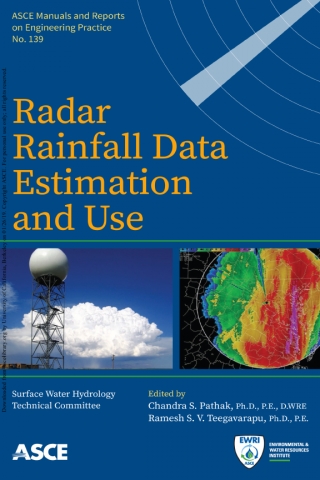 ASCE Manuals and Reports
on Engineering Practice
No. 139
Radar
Rainfall Data
Estimation
and Use
Surface Water Hydrology
Technical Committee
Edited by
Chandra S. Pathak, Ph.D., P.E., D.WRE
Ramesh S. V. Teegavarapu, Ph.D., P.E.
ASCE
EWRI
ASCE
ENVIRONMENTAL &
WATER RESOURCES
INSTITUTE